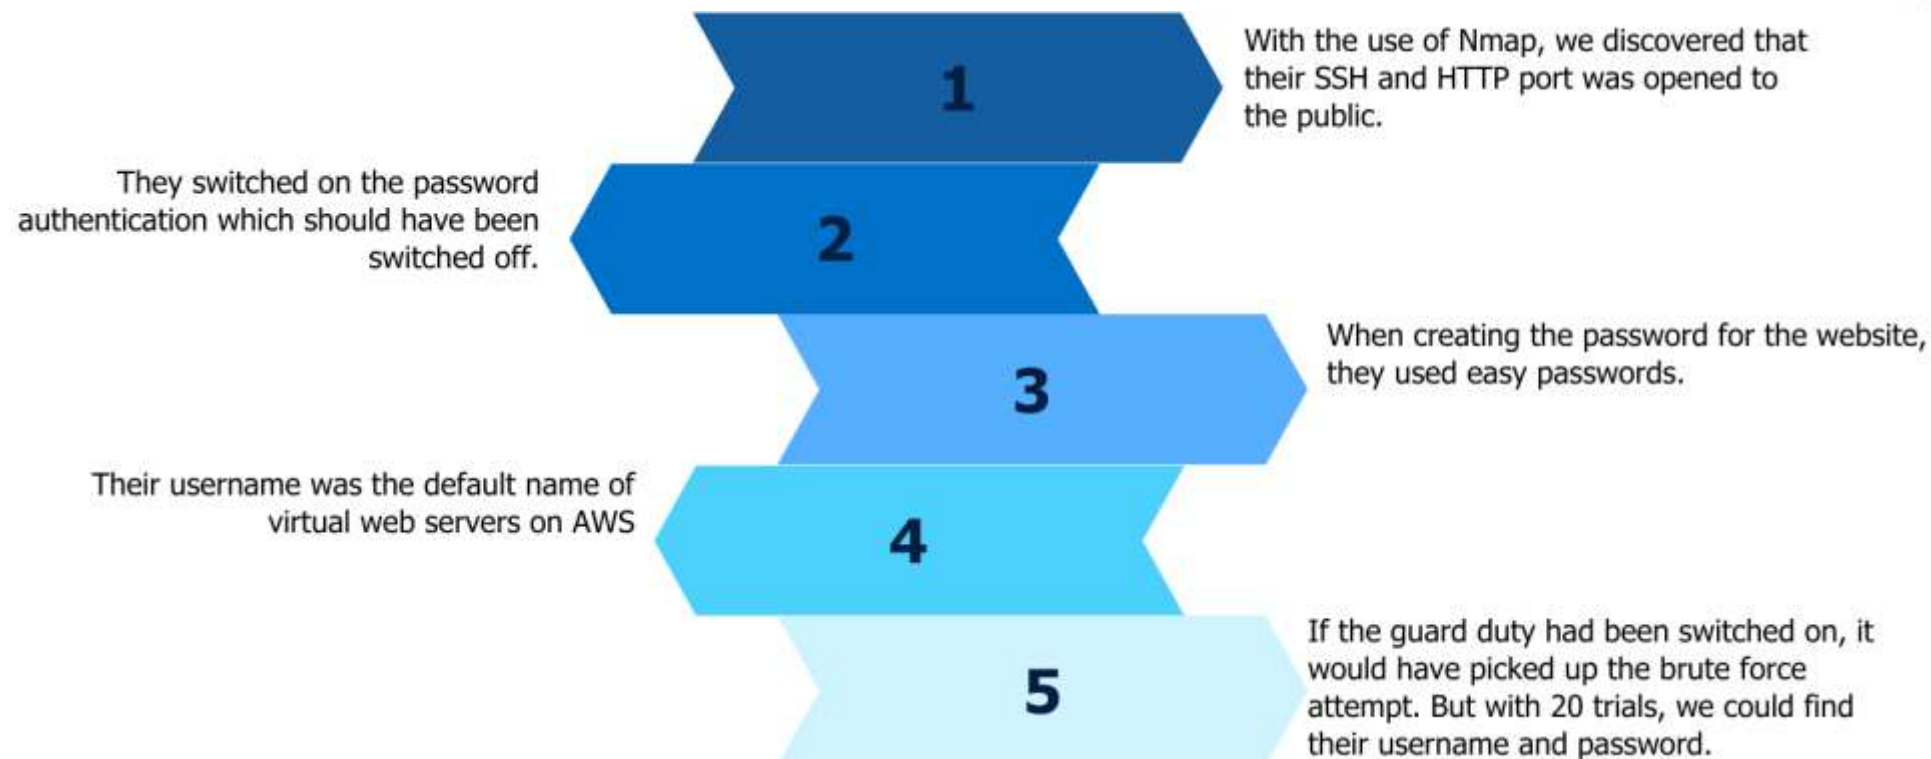 1
With the use of Nmap, we discovered that
their SSH and HTTP port was opened to
the public.
They switched on the password
authentication which should have been
switched off.
2
3
When creating the password for the website,
they used easy passwords.
Their username was the default name of
virtual web servers on AWS
4
5
If the guard duty had been switched on, it
would have picked up the brute force
attempt. But with 20 trials, we could find
their username and password.